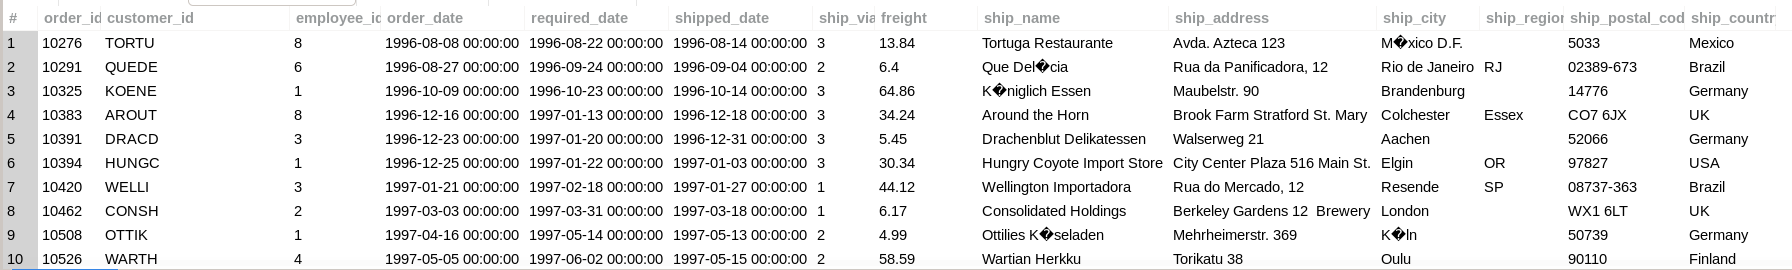 # order_id customer_id employee_id order_date required_date shipped_date ship_via freight ship_name ship_address ship_city ship_region ship_postal_cod ship_country
1 10276 TORTU 8 1996-08-08 00:00:00 1996-08-22 00:00:00 1996-08-14 00:00:00 3 13.84 Tortuga Restaurante Avda. Azteca 123 M�xico D.F. 5033 Mexico
2 10291 QUEDE 6 1996-08-27 00:00:00 1996-09-24 00:00:00 1996-09-04 00:00:00 2 6.4 Que Del�cia Rua da Panificadora, 12 Rio de Janeiro RJ 02389-673 Brazil
3 10325 KOENE 1 1996-10-09 00:00:00 1996-10-23 00:00:00 1996-10-14 00:00:00 3 64.86 K�niglich Essen Maubelstr. 90 Brandenburg 14776 Germany
4 10383 AROUT 8 1996-12-16 00:00:00 1997-01-13 00:00:00 1996-12-18 00:00:00 3 34.24 Around the Horn Brook Farm Stratford St. Mary Colchester Essex CO7 6JX UK
5 10391 DRACD 3 1996-12-23 00:00:00 1997-01-20 00:00:00 1996-12-31 00:00:00 3 5.45 Drachenblut Delikatessen Walserweg 21 Aachen 52066 Germany
6 10394 HUNGC 1 1996-12-25 00:00:00 1997-01-22 00:00:00 1997-01-03 00:00:00 3 30.34 Hungry Coyote Import Store City Center Plaza 516 Main St. Elgin OR 97827 USA
7 10420 WELLI 3 1997-01-21 00:00:00 1997-02-18 00:00:00 1997-01-27 00:00:00 1 44.12 Wellington Importadora Rua do Mercado, 12 Resende SP 08737-363 Brazil
8 10462 CONSH 2 1997-03-03 00:00:00 1997-03-31 00:00:00 1997-03-18 00:00:00 1 6.17 Consolidated Holdings Berkeley Gardens 12  Brewery London WX1 6LT UK
9 10508 OTTIK 1 1997-04-16 00:00:00 1997-05-14 00:00:00 1997-05-13 00:00:00 2 4.99 Ottilies K�seladen Mehrheimerstr. 369 K�ln 50739 Germany
10 10526 WARTH 4 1997-05-05 00:00:00 1997-06-02 00:00:00 1997-05-15 00:00:00 2 58.59 Wartian Herkku Torikatu 38 Oulu 90110 Finland